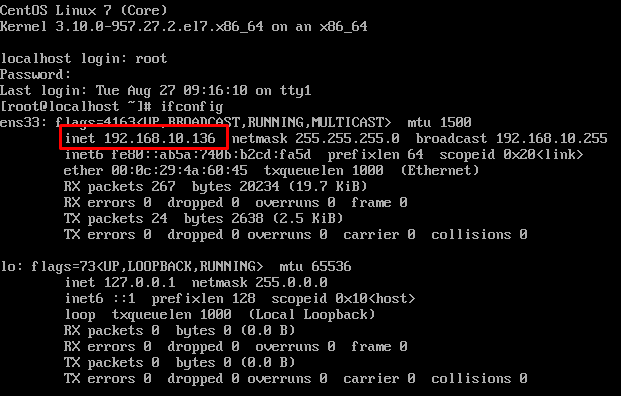 CentOS Linux 7 (Core)
Kernel 3.10.0-957.27.2.el7.x86_64 on an x86_64
localhost login: root
Password:
Last login: Tue Aug 27 09:16:10 on tty1
[root@localhost ~]# ifconfig
ens33: flags=4163<UP,BROADCAST,RUNNING,MULTICAST>  mtu 1500
inet 192.168.10.136  netmask 255.255.255.0  broadcast 192.168.10.255
inet6 fe80::ab5a:740b:b2cd:fa5d  prefixlen 64  scopeid 0x20<link>
ether 00:0c:29:4a:60:45  txqueuelen 1000  (Ethernet)
RX packets 267  bytes 20234 (19.7 KiB)
RX errors 0  dropped 0  overruns 0  frame 0
TX packets 24  bytes 2638 (2.5 KiB)
TX errors 0  dropped 0 overruns 0  carrier 0  collisions 0
lo: flags=73<UP,LOOPBACK,RUNNING>  mtu 65536
inet 127.0.0.1  netmask 255.0.0.0
inet6 ::1  prefixlen 128  scopeid 0x10<host>
loop  txqueuelen 1000  (Local Loopback)
RX packets 0  bytes 0 (0.0 B)
RX errors 0  dropped 0  overruns 0  frame 0
TX packets 0  bytes 0 (0.0 B)
TX errors 0  dropped 0 overruns 0  carrier 0  collisions 0